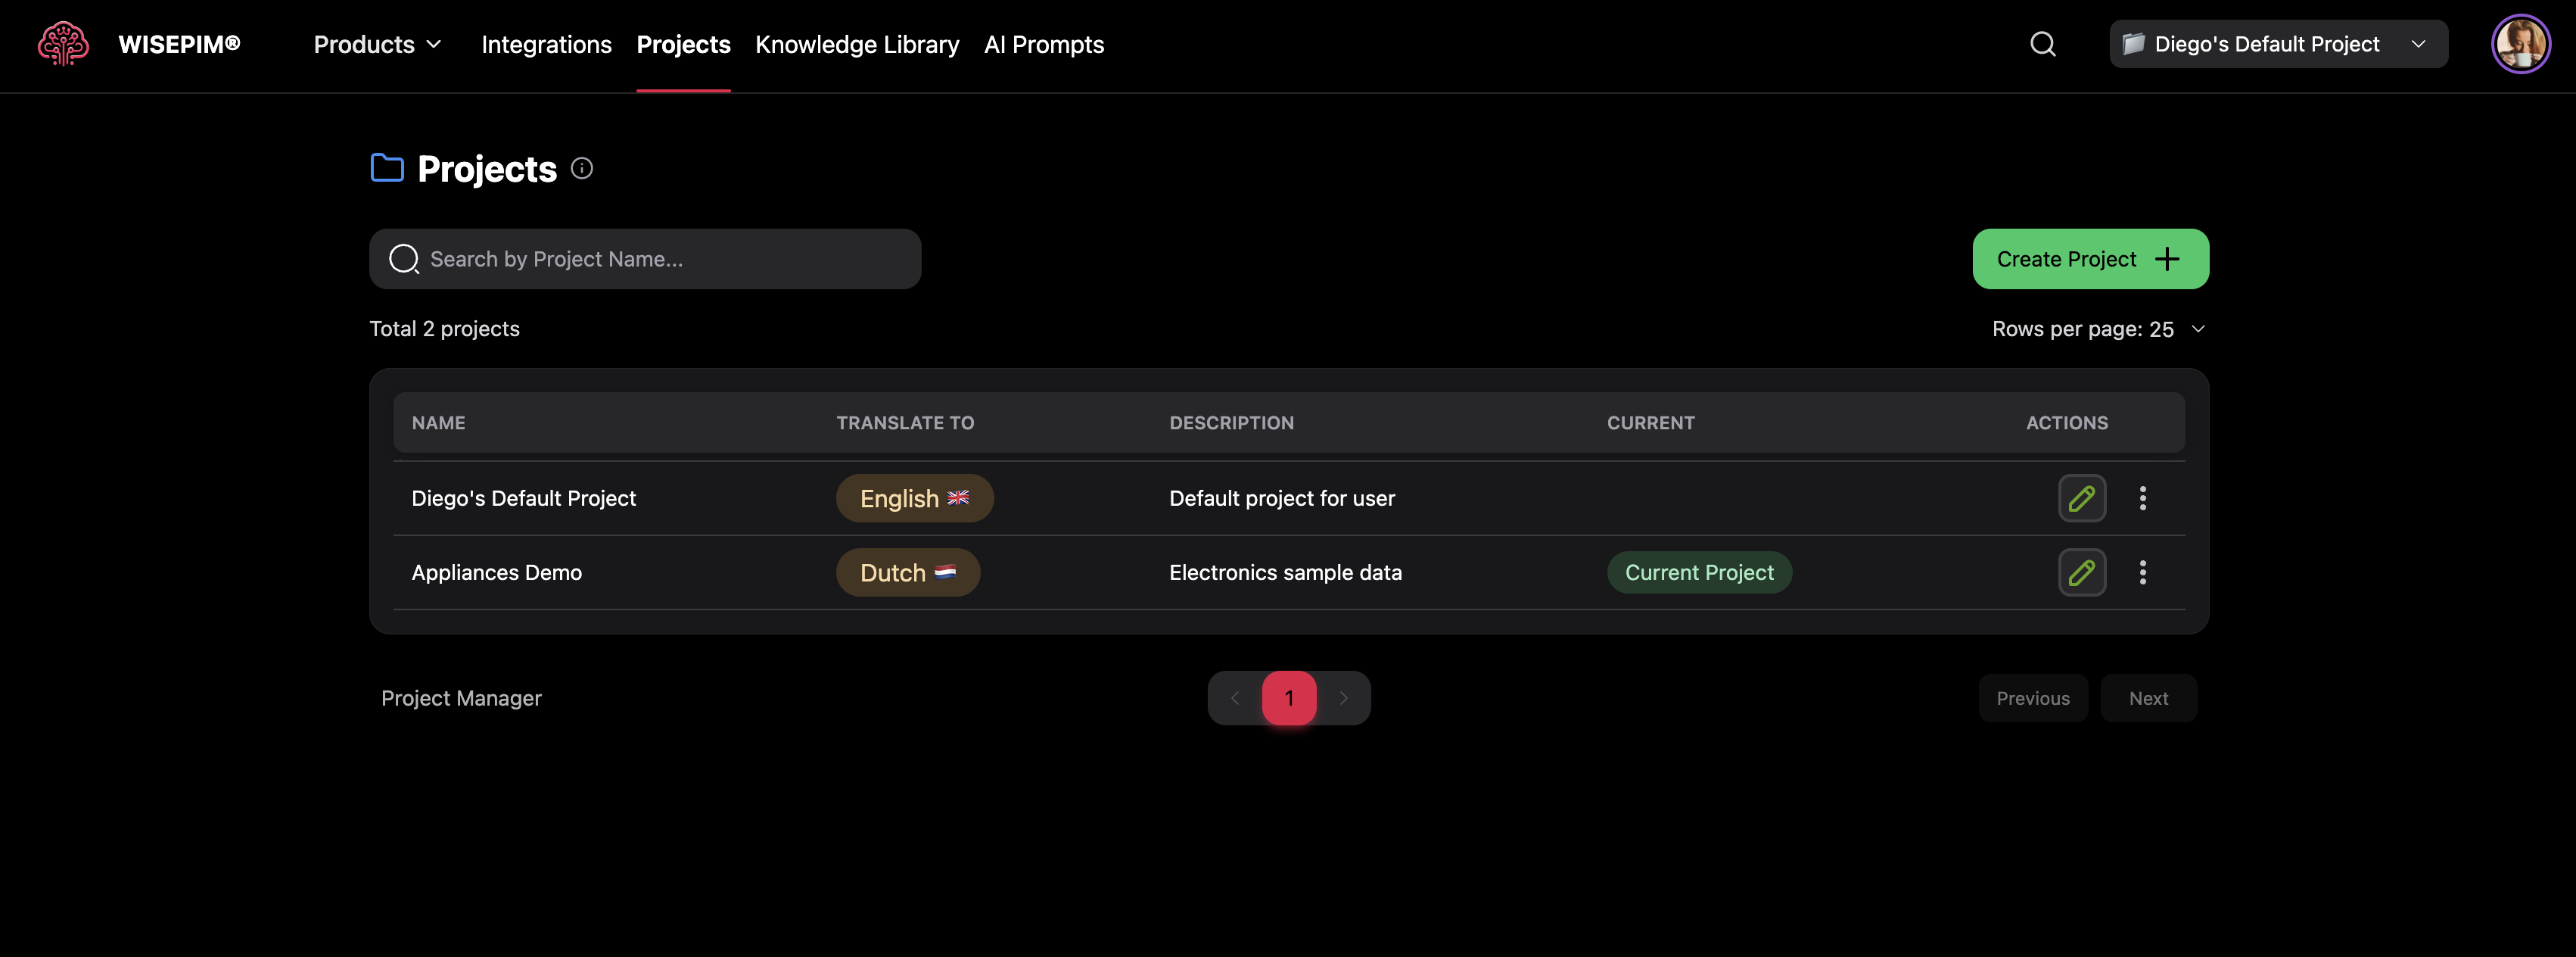 WISEPIM®
Products
Integrations
Projects
Knowledge Library
AI Prompts
Diego's Default Project
Projects
Search by Project Name...
Create Project
Total 2 projects
Rows per page: 25
NAME TRANSLATE TO DESCRIPTION CURRENT ACTIONS
Diego's Default Project English Default project for user
Appliances Demo Dutch Electronics sample data Current Project
Project Manager
1
Previous
Next